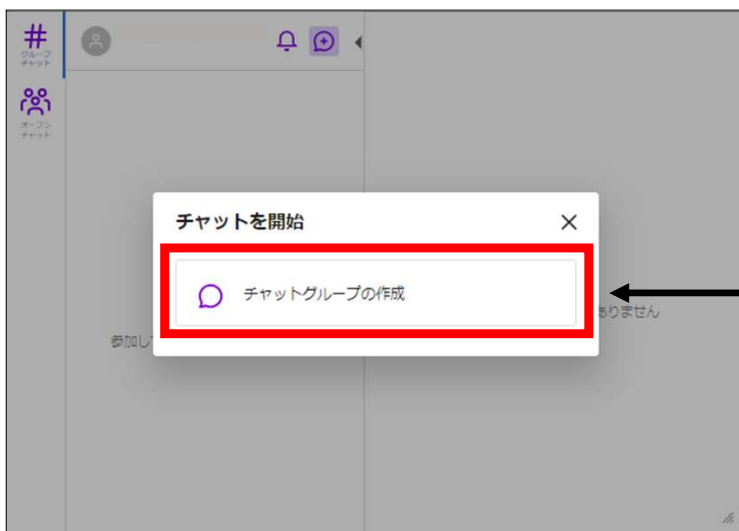 グループ
チャット
オープン
チャット
チャットを開始
チャットグループの作成
参加し
ありません